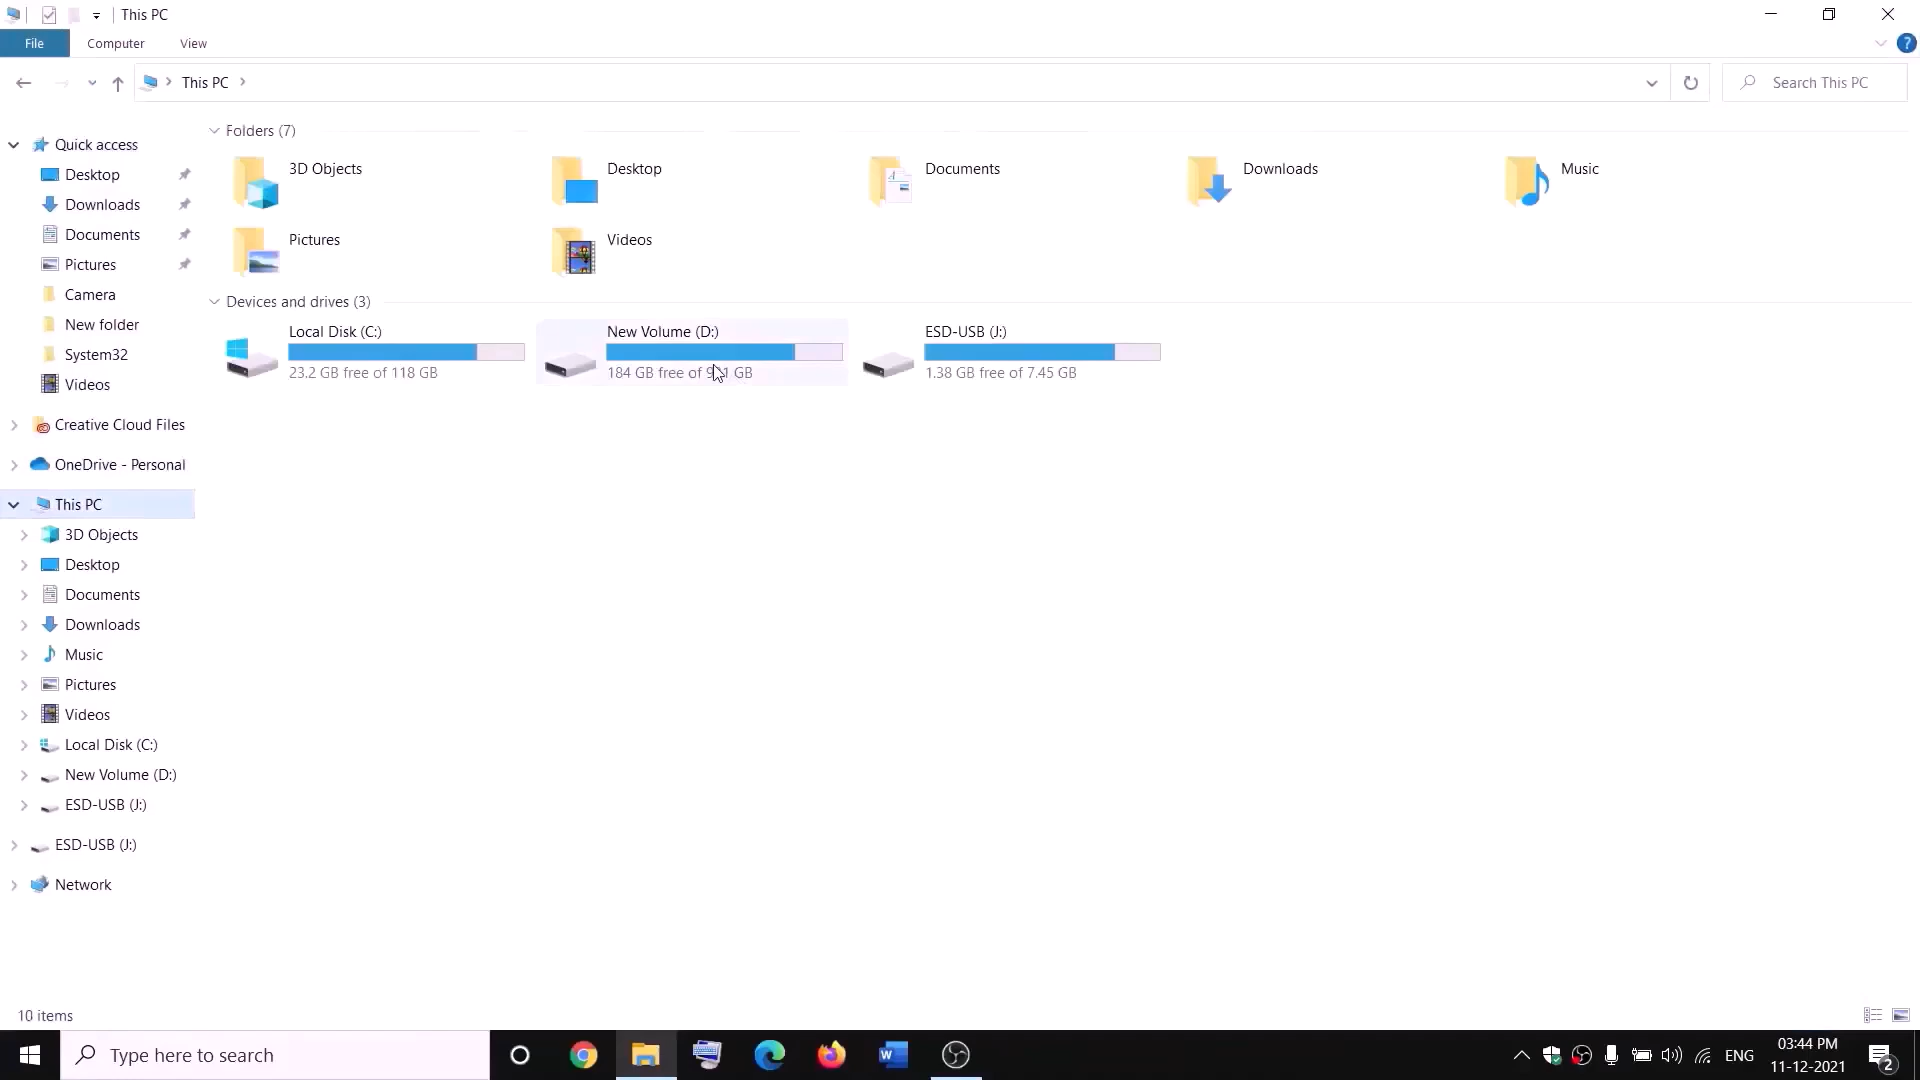 This PC
File Computer View
This PC
Search This PC
Quick access
Desktop
Downloads
Documents
Pictures
Camera
New folder
System32
Videos
Creative Cloud Files
OneDrive - Personal
This PC
3D Objects
Desktop
Documents
Downloads
Music
Pictures
Videos
Local Disk (C:)
New Volume (D:)
ESD-USB (J:)
ESD-USB (J:)
Network
Folders (7)
3D Objects
Desktop
Documents
Downloads
Music
Pictures
Videos
Devices and drives (3)
Local Disk (C:)
23.2 GB free of 118 GB
New Volume (D:)
184 GB free of GB
ESD-USB (J:)
1.38 GB free of 7.45 GB
10 items
Type here to search
ENG
03:44 PM
11-12-2021
2